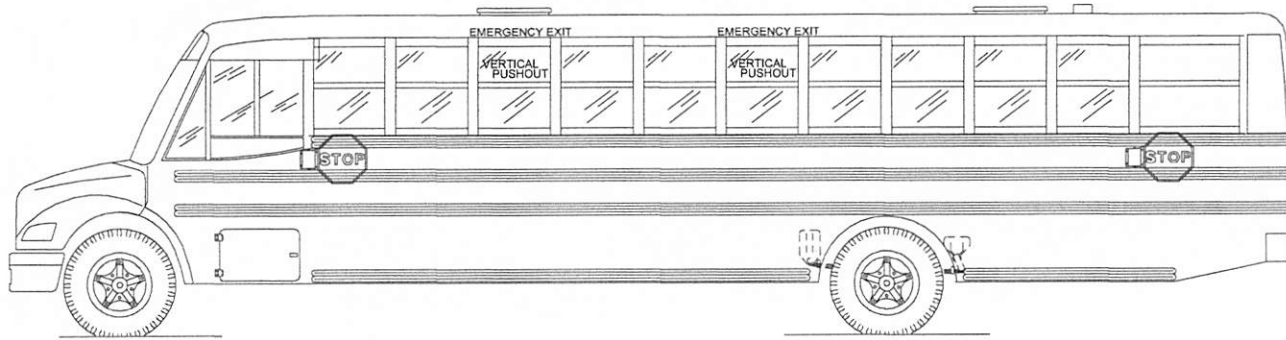 EMERGENCY EXIT
EMERGENCY EXIT
VERTICAL
PUSHOUT
VERTICAL
PUSHOUT
STOP
STOP